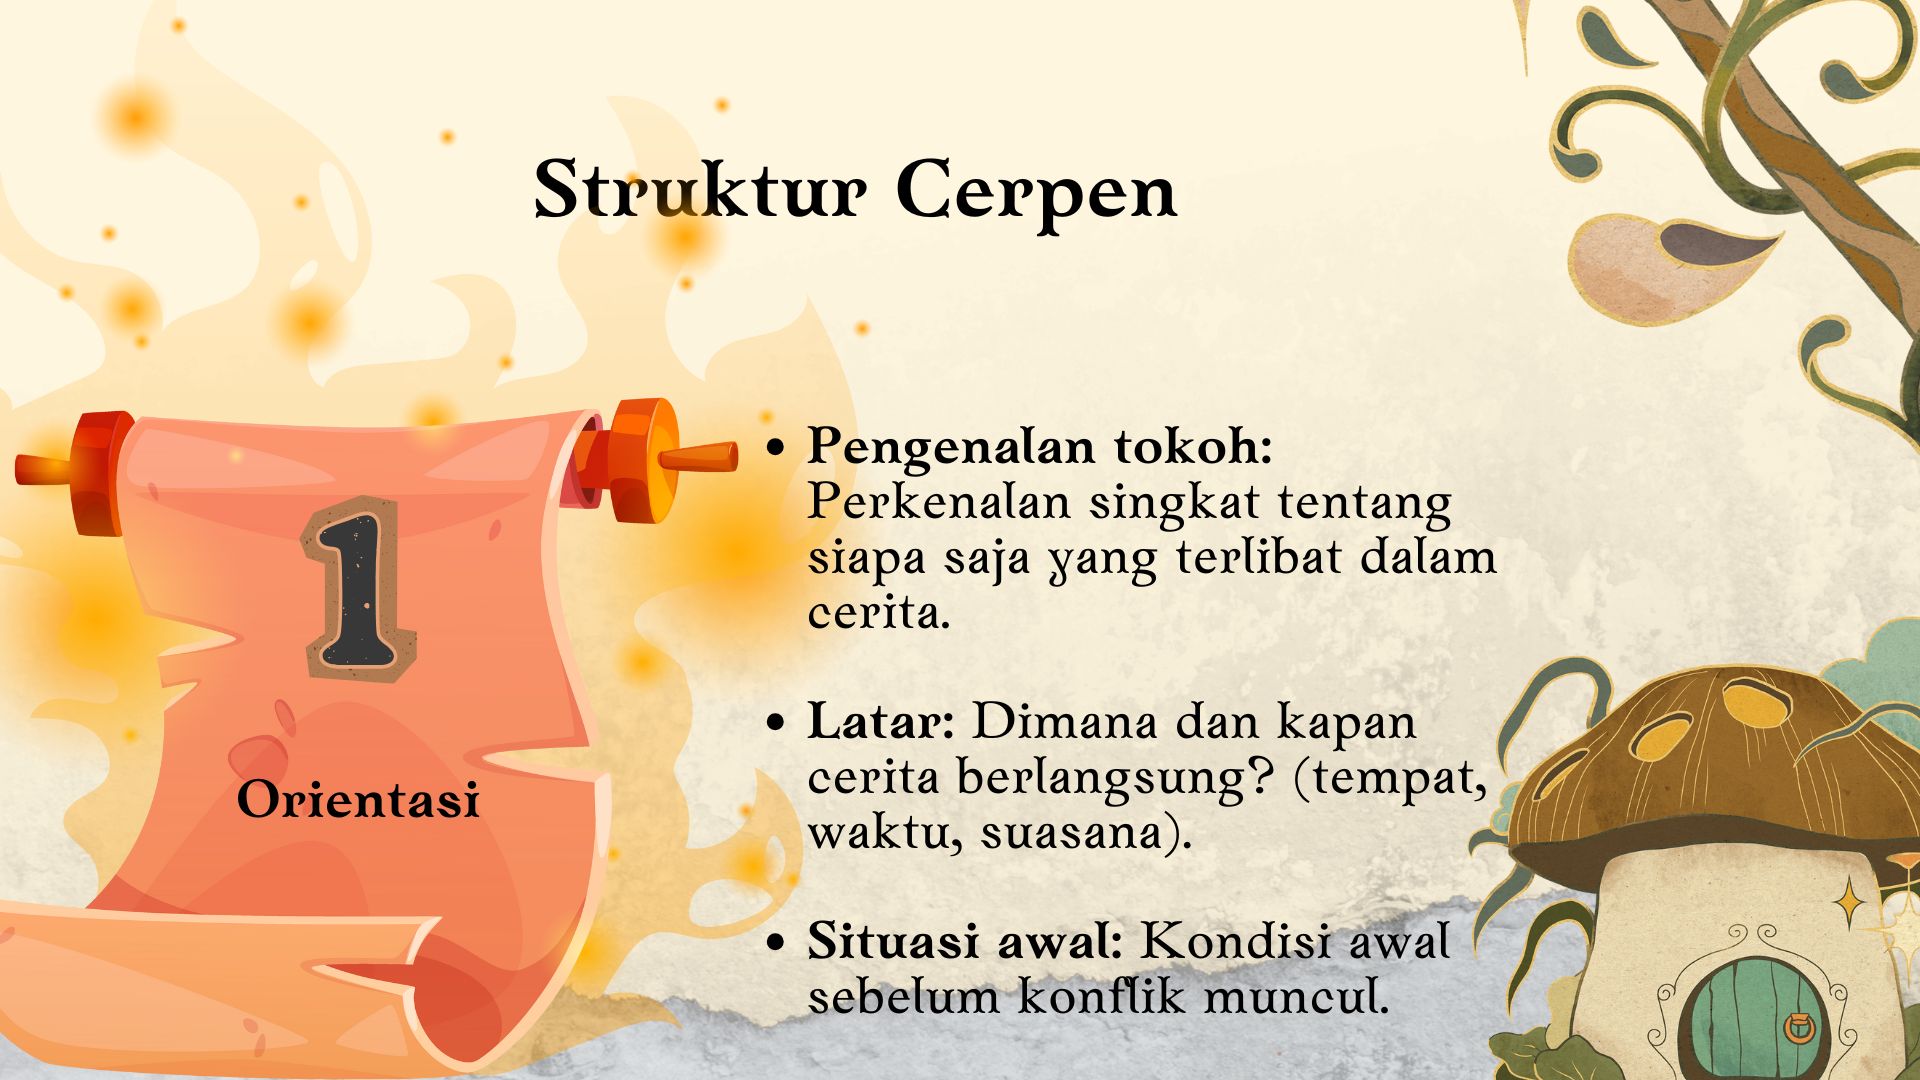 Struktur Cerpen
1
Orientasi
• Pengenalan tokoh:
Perkenalan singkat tentang
siapa saja yang terlibat dalam
cerita.
• Latar: Dimana dan kapan
cerita berlangsung? (tempat,
waktu, suasana).
• Situasi awal: Kondisi awal
sebelum konflik muncul.